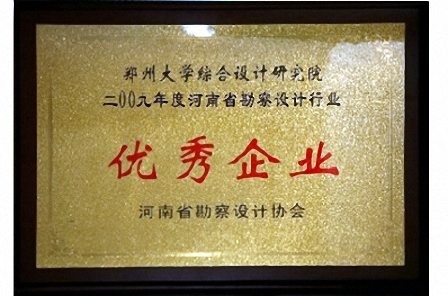 郑州大学综合设计研究院
二00九年度河南省勘察设计行业
优秀企业
河南省勘察设计协会